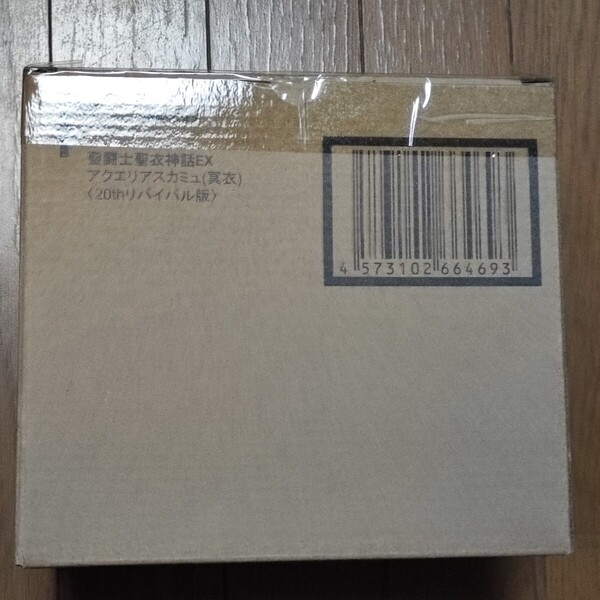 聖闘士聖衣神話EX
アクエリアスカミュ(冥衣)
〈20thリバイバル版〉
4 573102 664693